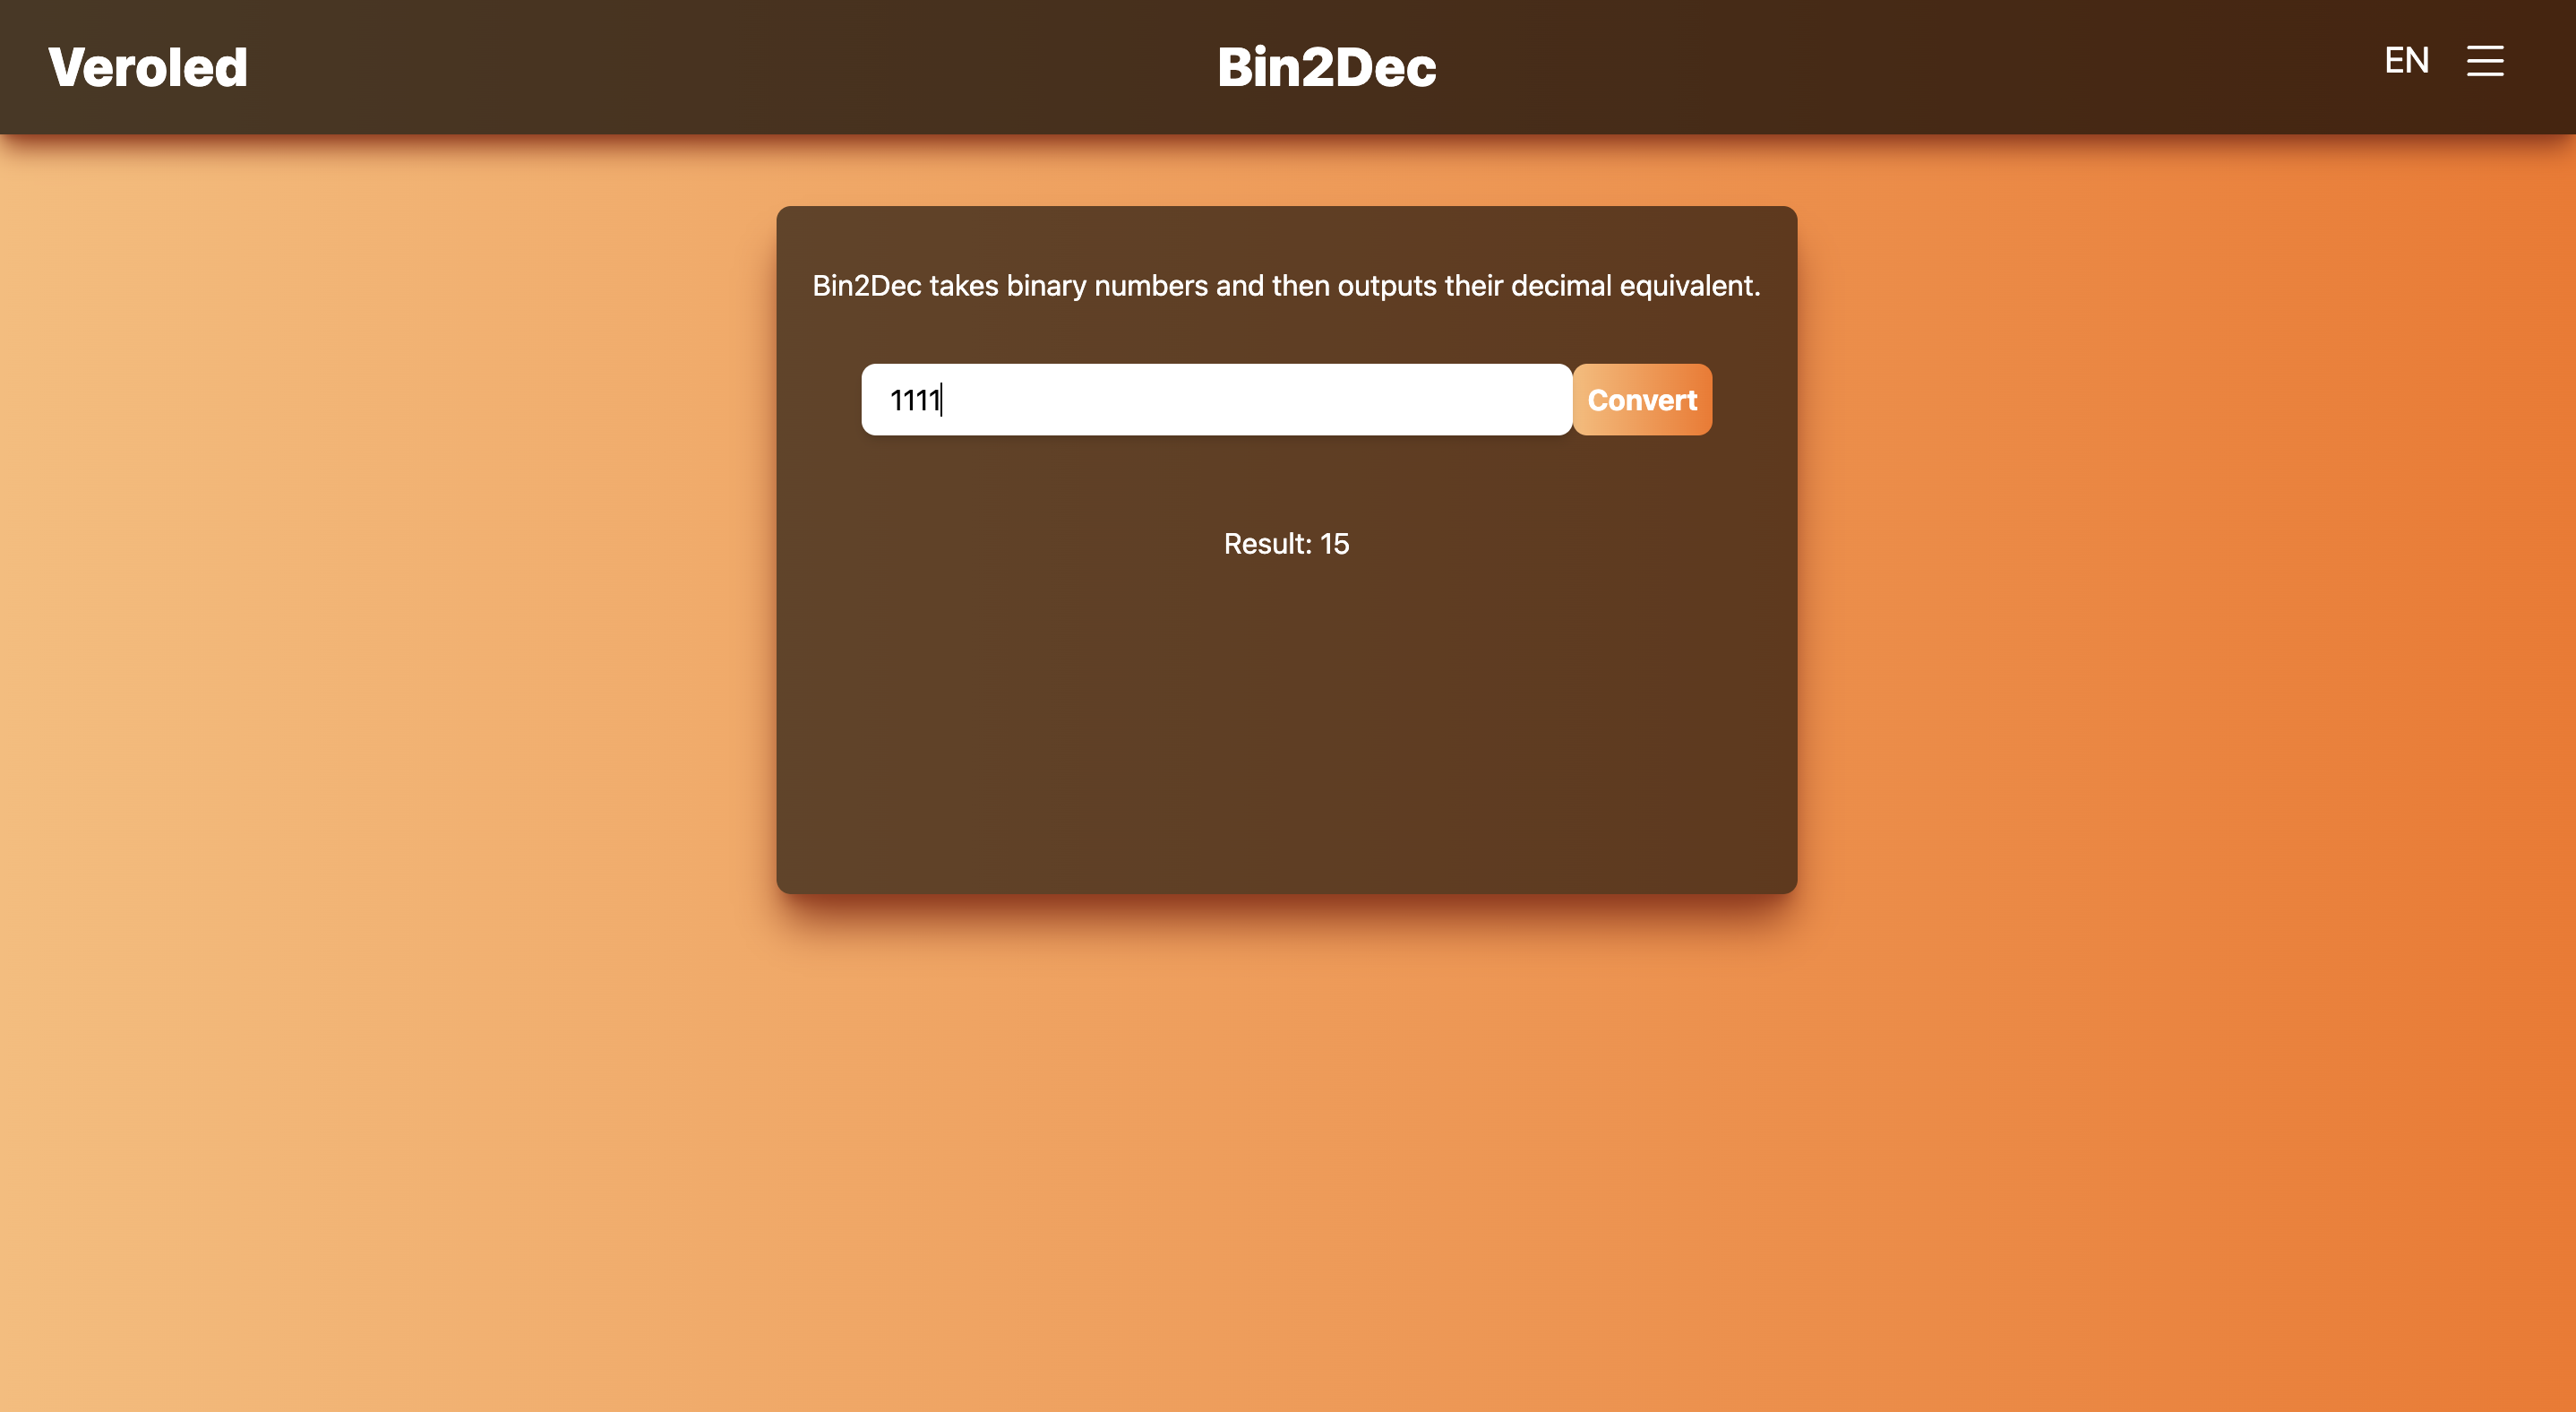 Veroled
Bin2Dec
EN
Bin2Dec takes binary numbers and then outputs their decimal equivalent.
1111
Convert
Result: 15